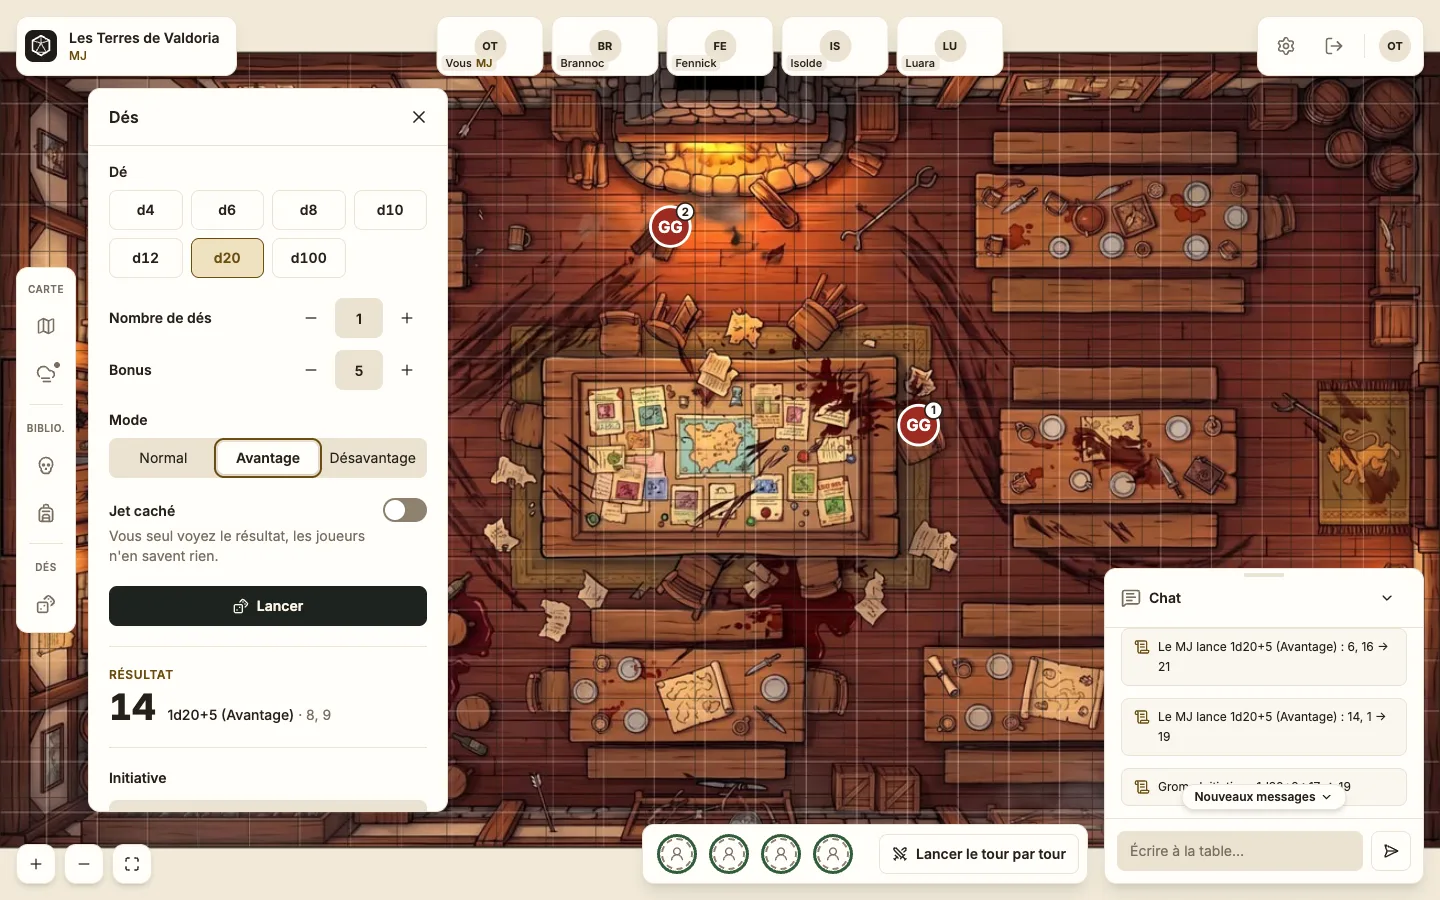 Les Terres de Valdoria
MJ
OT
Vous MJ
BR
Brannoc
FE
Fennick
IS
Isolde
LU
Luara
OT
Dés
Dé
d4
d6
d8
d10
d12
d20
d100
Nombre de dés
1
Bonus
5
Mode
Normal
Avantage
Désavantage
Jet caché
Vous seul voyez le résultat, les joueurs
n'en savent rien.
Lancer
RÉSULTAT
14 1d20+5 (Avantage) · 8, 9
Initiative
CARTE
BIBLIO.
DÉS
GG
2
GG
1
Chat
Le MJ lance 1d20+5 (Avantage) : 6, 16 →
21
Le MJ lance 1d20+5 (Avantage) : 14, 1 →
19
19
Nouveaux messages
Écrire à la table...
Lancer le tour par tour